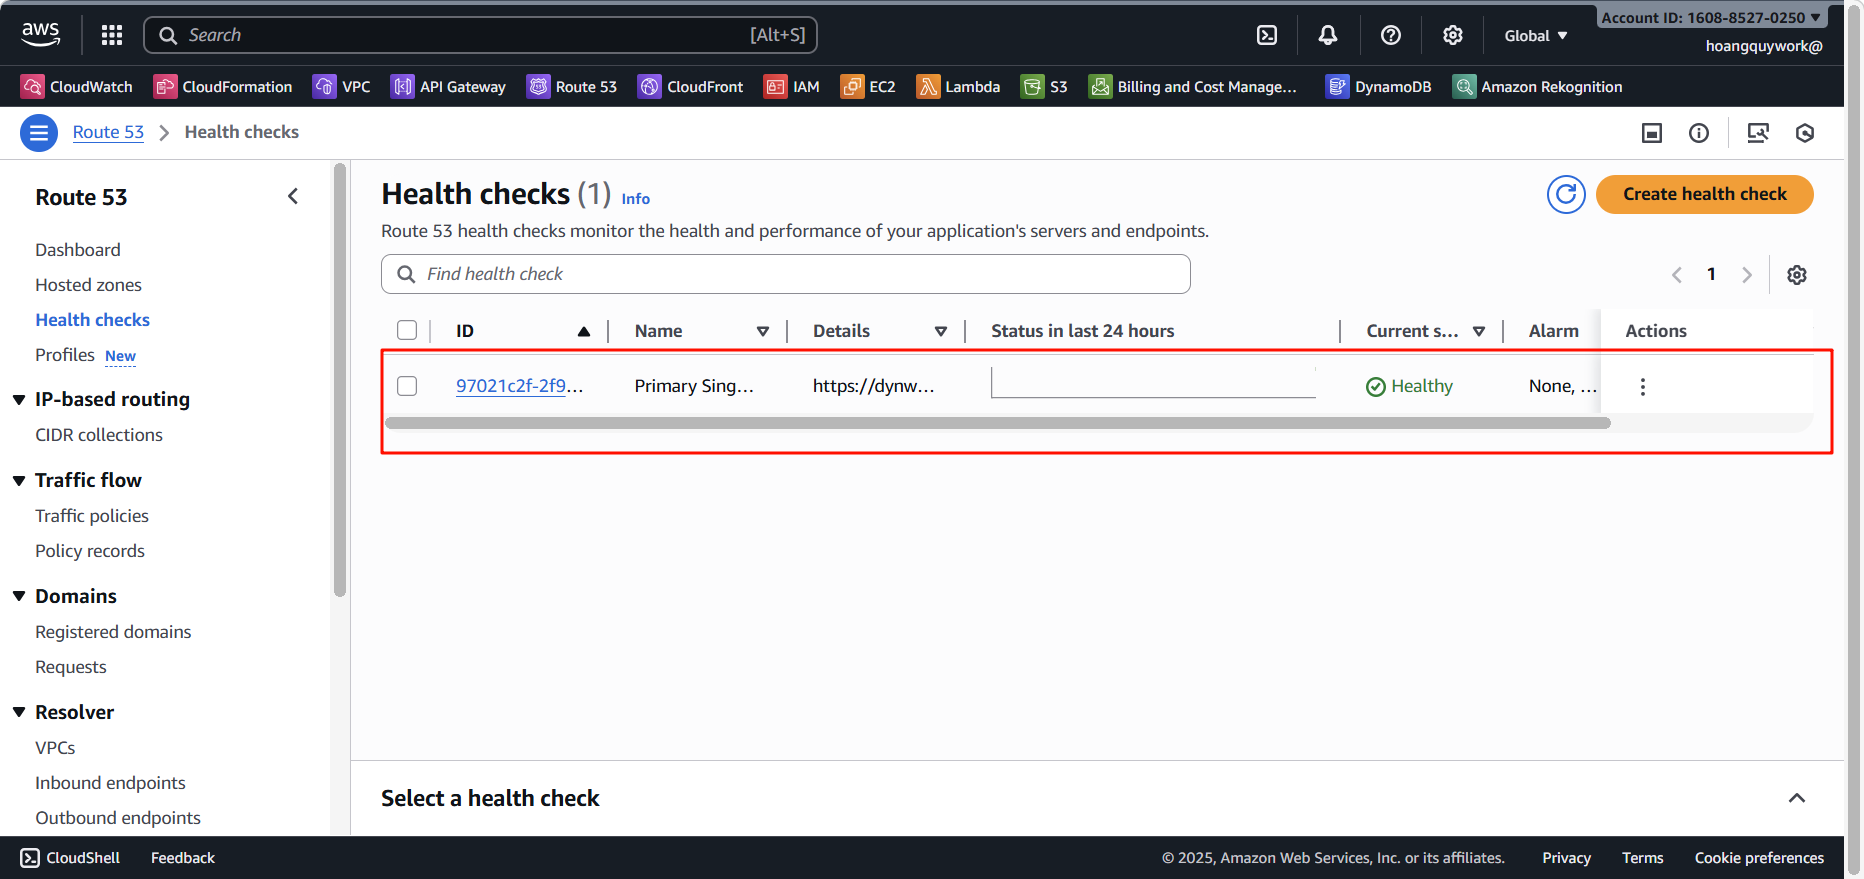 aws
Search [Alt+S]
Global
Account ID: 1608-8527-0250
hoangquywork@
CloudWatch CloudFormation VPC API Gateway Route 53 CloudFront IAM EC2 Lambda S3 Billing and Cost Manage... DynamoDB Amazon Rekognition
Route 53 Health checks
Route 53
Dashboard
Hosted zones
Health checks
Profiles New
IP-based routing
CIDR collections
Traffic flow
Traffic policies
Policy records
Domains
Registered domains
Requests
Resolver
VPCs
Inbound endpoints
Outbound endpoints
Health checks (1) Info
Create health check
Route 53 health checks monitor the health and performance of your application's servers and endpoints.
Find health check
1
ID Name Details Status in last 24 hours Current s... Alarm Actions
97021c2f-2f9... Primary Sing... https://dynw... Healthy None, ...
Select a health check
CloudShell Feedback © 2025, Amazon Web Services, Inc. or its affiliates. Privacy Terms Cookie preferences